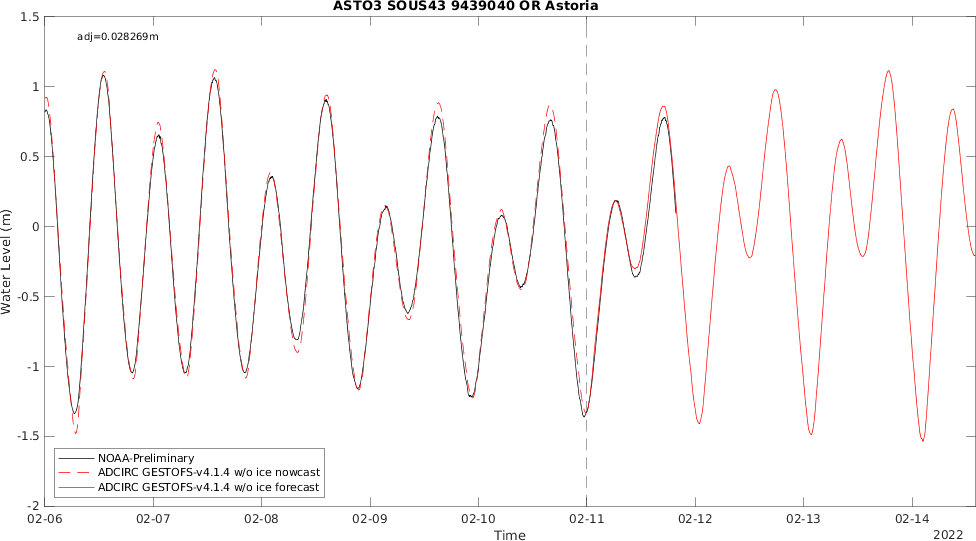 ASTO3 SOUS43 9439040 OR Astoria
adj=0.028269m
1.5
1
0.5
0
-0.5
-1
-1.5
-2
Water Level (m)
NOAA-Preliminary
ADCIRC GESTOFS-v4.1.4 w/o ice nowcast
ADCIRC GESTOFS-v4.1.4 w/o ice forecast
02-06 02-07 02-08 02-09 02-10 02-11 02-12 02-13 02-14
Time
2022